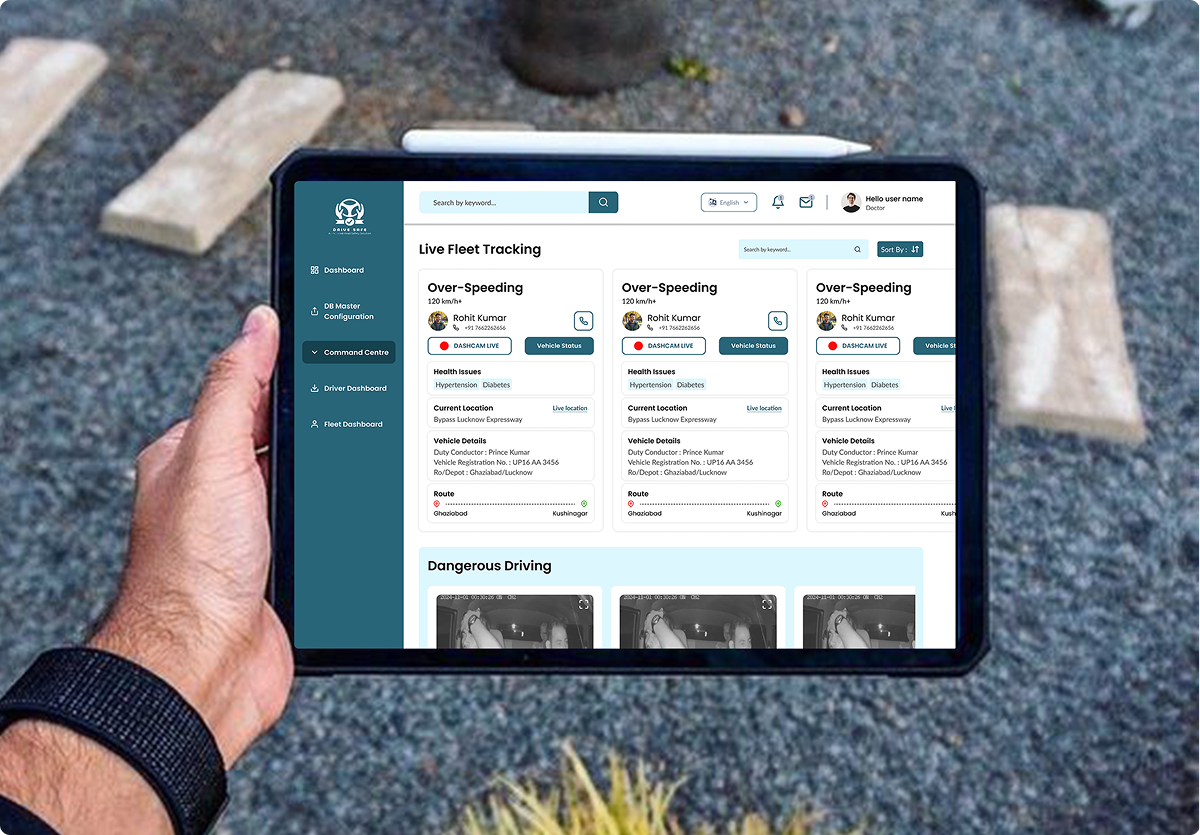 DRIVE SAFE
Dashboard
DB Master
Configuration
Command Centre
Driver Dashboard
Fleet Dashboard
Search by keyword...
English
Hello user name
Doctor
Live Fleet Tracking
Search by keyword...
Sort By :
Over-Speeding
120 km/h+
Rohit Kumar
+91 7662262656
DASHCAM LIVE
Vehicle Status
Health Issues
Hypertension Diabetes
Current Location Live location
Bypass Lucknow Expressway
Vehicle Details
Duty Conductor : Prince Kumar
Vehicle Registration No. : UP16 AA 3456
Ro/Depot : Ghaziabad/Lucknow
Route
Ghaziabad Kushinagar
Over-Speeding
120 km/h+
Rohit Kumar
+91 7662262656
DASHCAM LIVE
Vehicle Status
Health Issues
Hypertension Diabetes
Current Location Live location
Bypass Lucknow Expressway
Vehicle Details
Duty Conductor : Prince Kumar
Vehicle Registration No. : UP16 AA 3456
Ro/Depot : Ghaziabad/Lucknow
Route
Ghaziabad Kushinagar
Over-Speeding
120 km/h+
Rohit Kumar
+91 7662262656
DASHCAM LIVE
Vehicle St
Health Issues
Hypertension Diabetes
Current Location Live l
Bypass Lucknow Expressway
Vehicle Details
Duty Conductor : Prince Kumar
Vehicle Registration No. : UP16 AA 3456
Ro/Depot : Ghaziabad/Lucknow
Route
Ghaziabad Kush
Dangerous Driving
2024-11-01 00:30:26 CH2
2024-11-01 00:30:26 CH2
2024-11-01 00:30:26 CH2